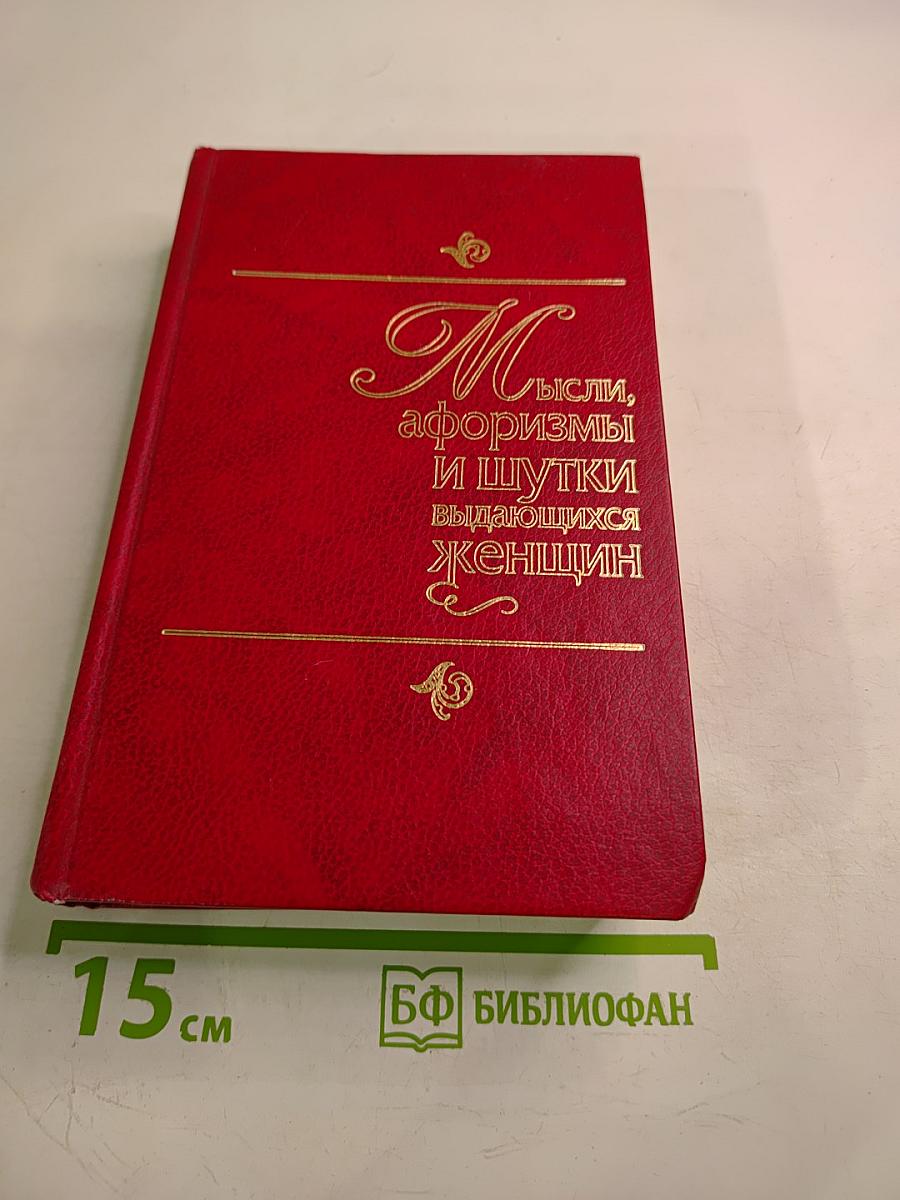 Мысли,
афоризмы
и шутки
выдающихся
женщин
15 см
БФ БИБЛИОФАН